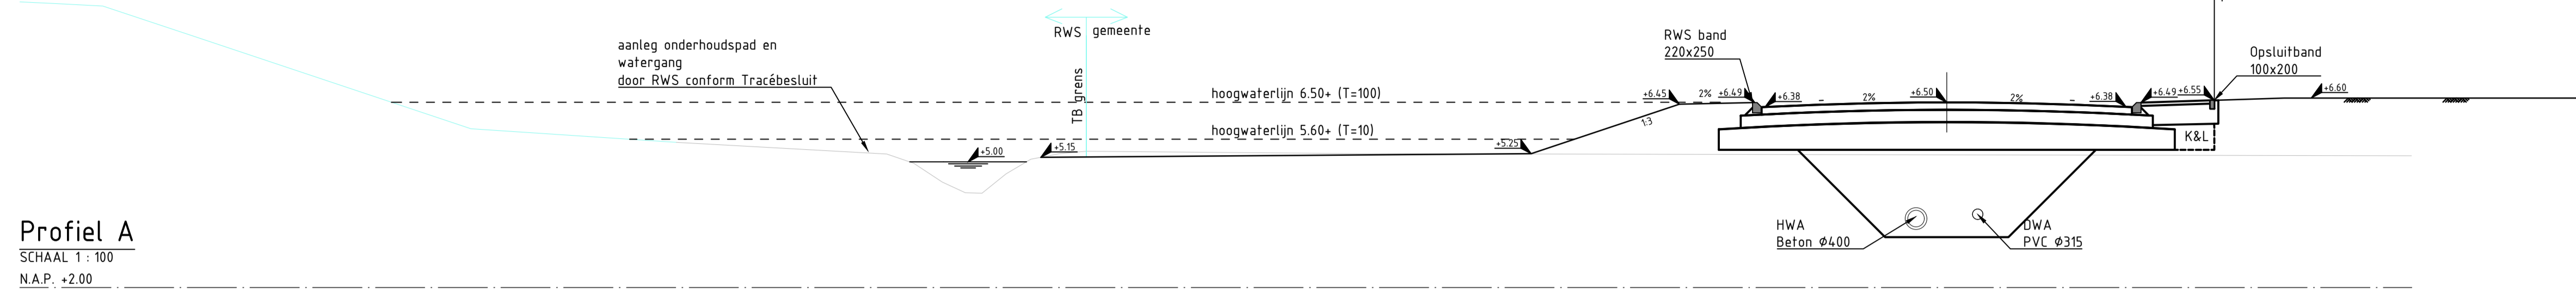 RWS gemeente
TB grens
aanleg onderhoudspad en
watergang
door RWS conform Tracébesluit
hoogwaterlijn 6.50+ (T=100)
hoogwaterlijn 5.60+ (T=10)
+5.00
+5.15
+5.25
1:3
+6.45
2%
+6.49
RWS band
220x250
+6.38
2%
+6.50
2%
+6.38
+6.49
+6.55
Opsluitband
100x200
+6.60
K&L
HWA
Beton Ø400
DWA
PVC Ø315
Profiel A
SCHAAL 1 : 100
N.A.P. +2.00